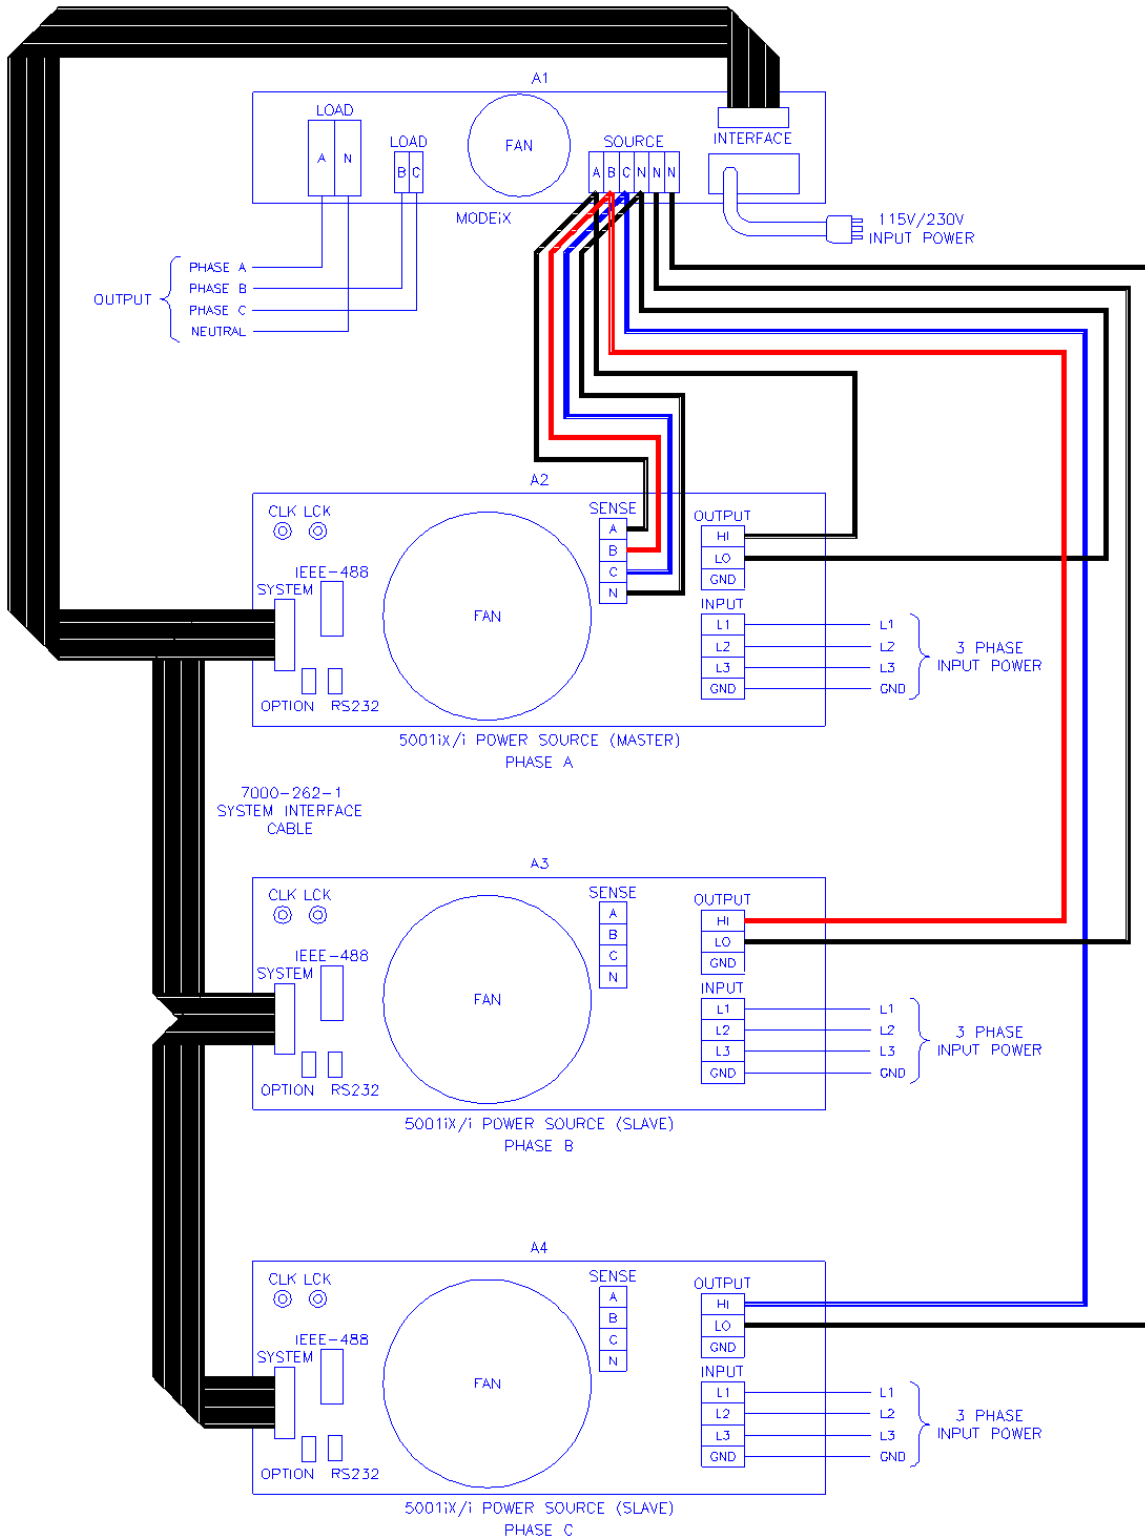 A1
LOAD
A N
LOAD
B C
FAN
SOURCE
A B C N N N
INTERFACE
MODEiX
115V/230V
INPUT POWER
OUTPUT
PHASE A
PHASE B
PHASE C
NEUTRAL
A2
CLK LCK
IEEE-488
SYSTEM
OPTION RS232
FAN
SENSE
A
B
C
N
OUTPUT
HI
LO
GND
INPUT
L1 L1
L2 L2
L3 L3
GND GND
3 PHASE
INPUT POWER
5001iX/i POWER SOURCE (MASTER)
PHASE A
7000-262-1
SYSTEM INTERFACE
CABLE
A3
CLK LCK
IEEE-488
SYSTEM
OPTION RS232
FAN
SENSE
A
B
C
N
OUTPUT
HI
LO
GND
INPUT
L1 L1
L2 L2
L3 L3
GND GND
3 PHASE
INPUT POWER
5001iX/i POWER SOURCE (SLAVE)
PHASE B
A4
CLK LCK
IEEE-488
SYSTEM
OPTION RS232
FAN
SENSE
A
B
C
N
OUTPUT
HI
LO
GND
INPUT
L1 L1
L2 L2
L3 L3
GND GND
3 PHASE
INPUT POWER
5001iX/i POWER SOURCE (SLAVE)
PHASE C